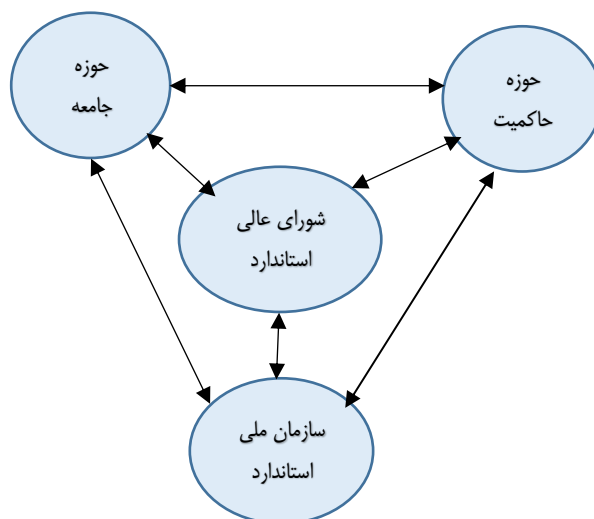 حوزه
حاکمیت
حوزه
جامعه
شورای عالی
استاندارد
سازمان ملی
استاندارد